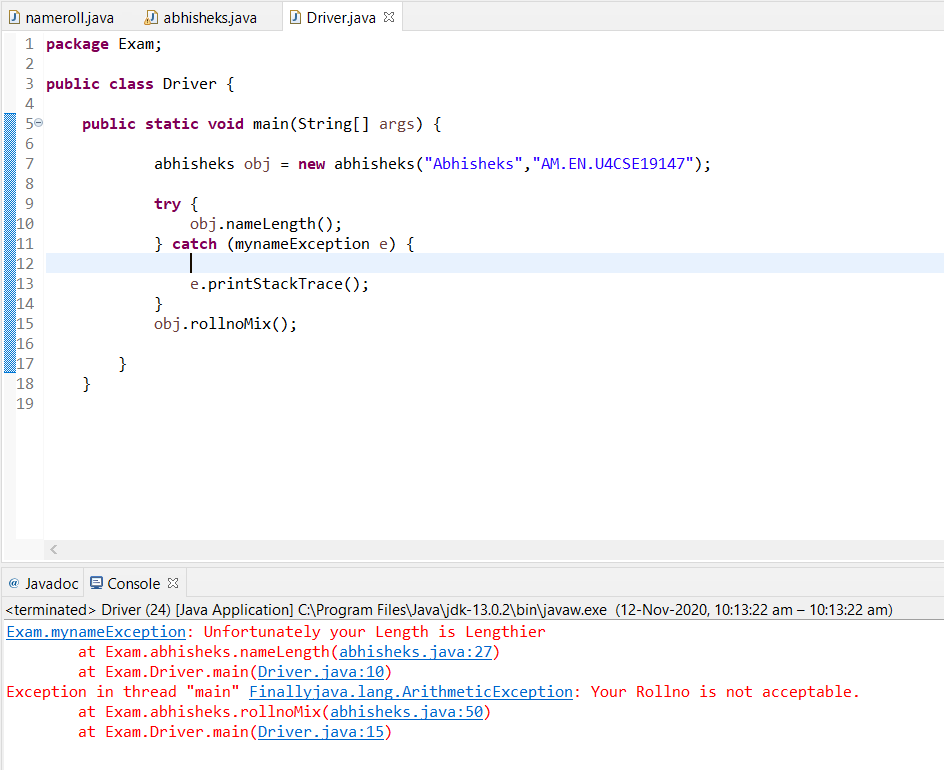 nameroll.java abhisheks.java Driver.java
1 package Exam;
2
3 public class Driver {
4
5 public static void main(String[] args) {
6
7 abhisheks obj = new abhisheks("Abhisheks","AM.EN.U4CSE19147");
8
9 try {
10 obj.nameLength();
11 } catch (mynameException e) {
12
13 e.printStackTrace();
14 }
15 obj.rollnoMix();
16
17 }
18 }
19
@ Javadoc Console
<terminated> Driver (24) [Java Application] C:\Program Files\Java\jdk-13.0.2\bin\javaw.exe (12-Nov-2020, 10:13:22 am – 10:13:22 am)
Exam.mynameException: Unfortunately your Length is Lengthier
at Exam.abhisheks.nameLength(abhisheks.java:27)
at Exam.Driver.main(Driver.java:10)
Exception in thread "main" Finallyjava.lang.ArithmeticException: Your Rollno is not acceptable.
at Exam.abhisheks.rollnoMix(abhisheks.java:50)
at Exam.Driver.main(Driver.java:15)